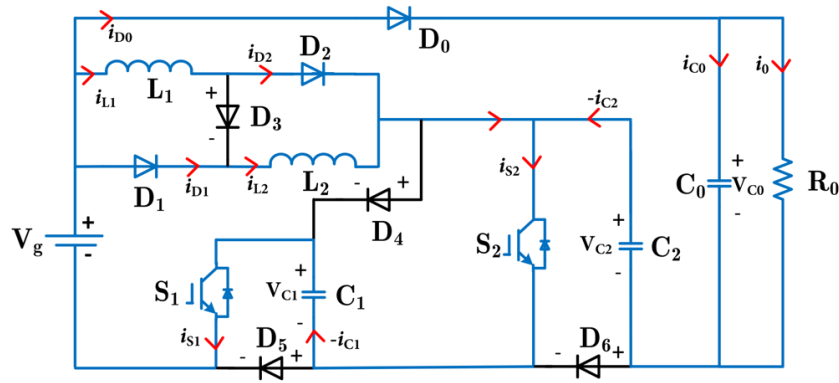 i_D0
D_0
i_C0
i_0
i_D2
D_2
i_L1
L_1
+
D_3
-
-i_C2
i_S2
D_1
i_D1
i_L2
L_2
- +
D_4
+
C_0
V_C0
-
R_0
V_g
+
-
S_2
+
V_C2
-
C_2
S_1
+
V_C1
-
C_1
i_S1
D_5
- +
-i_C1
D_6
- +